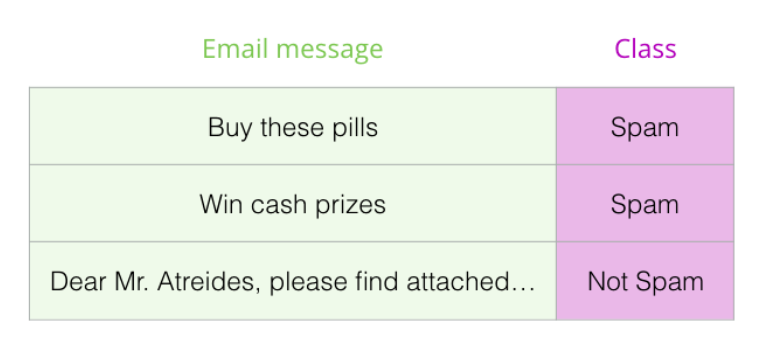 Email message Class
Buy these pills Spam
Win cash prizes Spam
Dear Mr. Atreides, please find attached… Not Spam